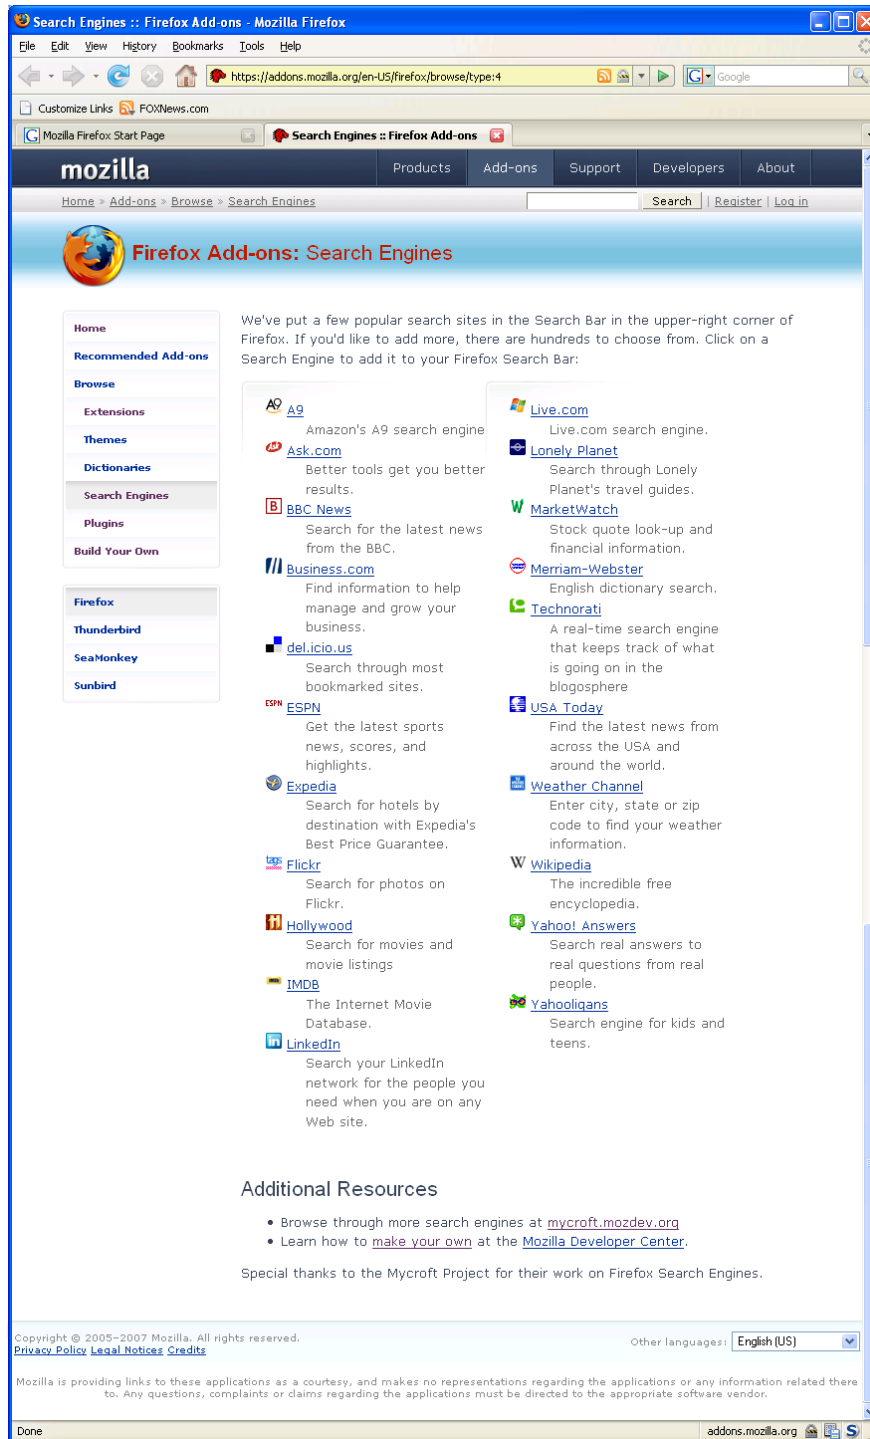 Search Engines :: Firefox Add-ons - Mozilla Firefox
File Edit View History Bookmarks Tools Help
https://addons.mozilla.org/en-US/firefox/browse/type:4
G Google
Customize Links FOXNews.com
G Mozilla Firefox Start Page
Search Engines :: Firefox Add-ons
mozilla
Products Add-ons Support Developers About
Home » Add-ons » Browse » Search Engines
Search | Register | Log in
Firefox Add-ons: Search Engines
Home
Recommended Add-ons
Browse
Extensions
Themes
Dictionaries
Search Engines
Plugins
Build Your Own
Firefox
Thunderbird
SeaMonkey
Sunbird
We've put a few popular search sites in the Search Bar in the upper-right corner of
Firefox. If you'd like to add more, there are hundreds to choose from. Click on a
Search Engine to add it to your Firefox Search Bar:
A9 A9
Amazon's A9 search engine
Ask Ask.com
Better tools get you better
results.
B BBC News
Search for the latest news
from the BBC.
Business.com
Find information to help
manage and grow your
business.
del.icio.us
Search through most
bookmarked sites.
ESPN ESPN
Get the latest sports
news, scores, and
highlights.
Expedia
Search for hotels by
destination with Expedia's
Best Price Guarantee.
tags Flickr
Search for photos on
Flickr.
H Hollywood
Search for movies and
movie listings
IMDB
The Internet Movie
Database.
in LinkedIn
Search your LinkedIn
network for the people you
need when you are on any
Web site.
Live.com
Live.com search engine.
Lonely Planet
Search through Lonely
Planet's travel guides.
W MarketWatch
Stock quote look-up and
financial information.
Merriam-Webster
English dictionary search.
Technorati
A real-time search engine
that keeps track of what
is going on in the
blogosphere
USA Today
Find the latest news from
across the USA and
around the world.
Weather Channel
Enter city, state or zip
code to find your weather
information.
W Wikipedia
The incredible free
encyclopedia.
Yahoo! Answers
Search real answers to
real questions from real
people.
Yahooligans
Search engine for kids and
teens.
Additional Resources
• Browse through more search engines at mycroft.mozdev.org
• Learn how to make your own at the Mozilla Developer Center.
Special thanks to the Mycroft Project for their work on Firefox Search Engines.
Copyright © 2005–2007 Mozilla. All rights reserved.
Privacy Policy Legal Notices Credits
Other languages: English (US)
Mozilla is providing links to these applications as a courtesy, and makes no representations regarding the applications or any information related there
to. Any questions, complaints or claims regarding the applications must be directed to the appropriate software vendor.
Done
addons.mozilla.org S